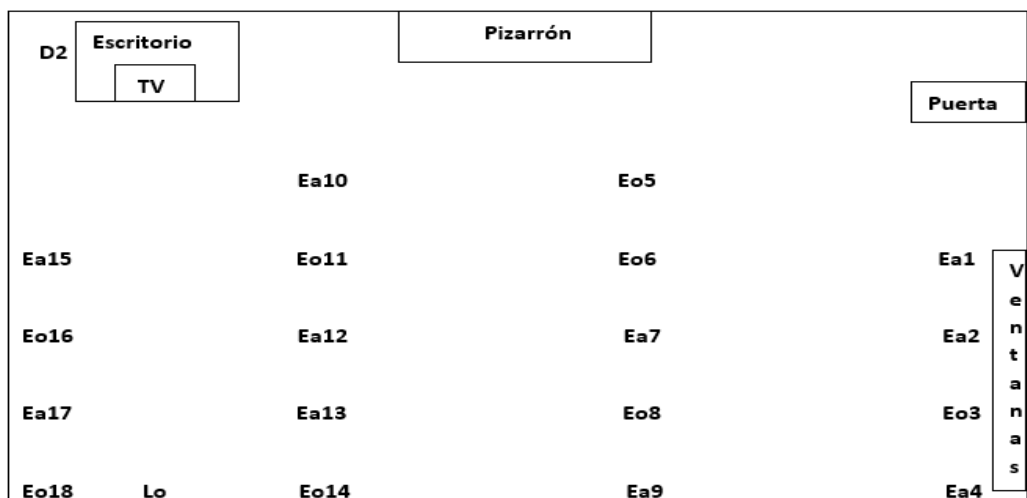 Pizarrón
D2 Escritorio
TV
Puerta
Ea10 Eo5
Ea15 Eo11 Eo6 Ea1
Eo16 Ea12 Ea7 Ea2
Ea17 Ea13 Eo8 Eo3
Eo18 Lo Eo14 Ea9 Ea4
Ventanas